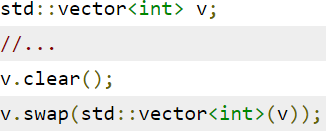 std::vector<int> v;
//...
v.clear();
v.swap(std::vector<int>(v));